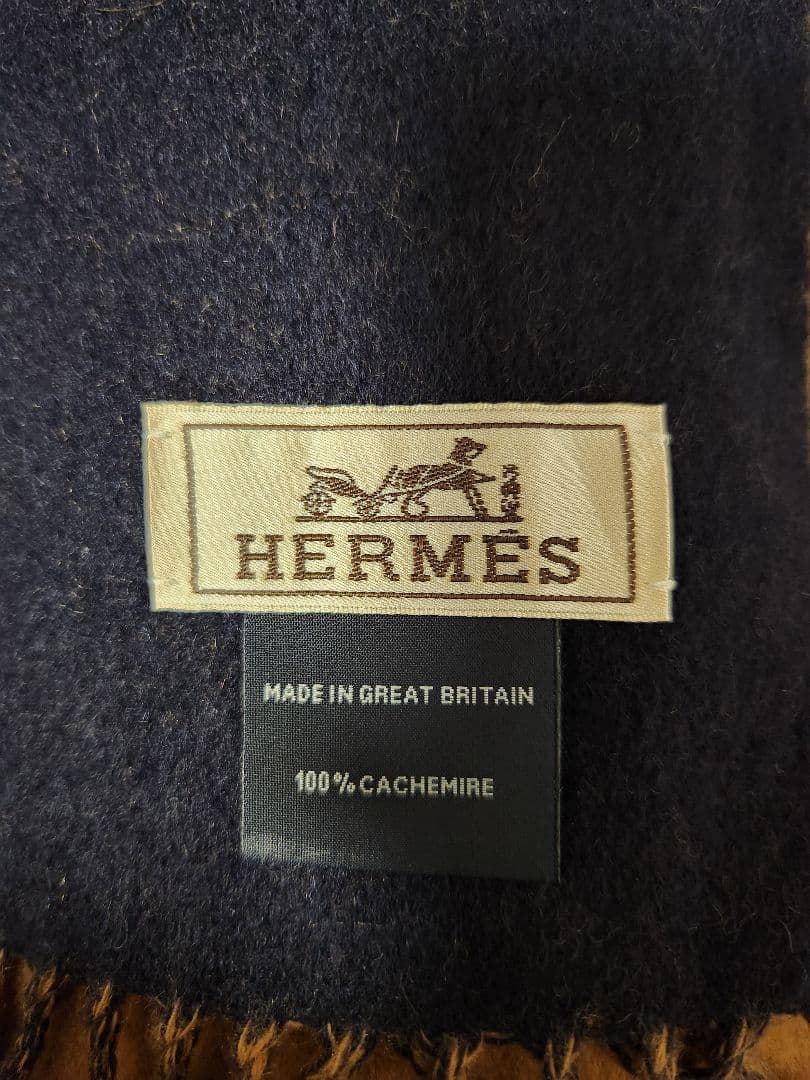 HERMÈS
MADE IN GREAT BRITAIN
100% CACHEMIRE